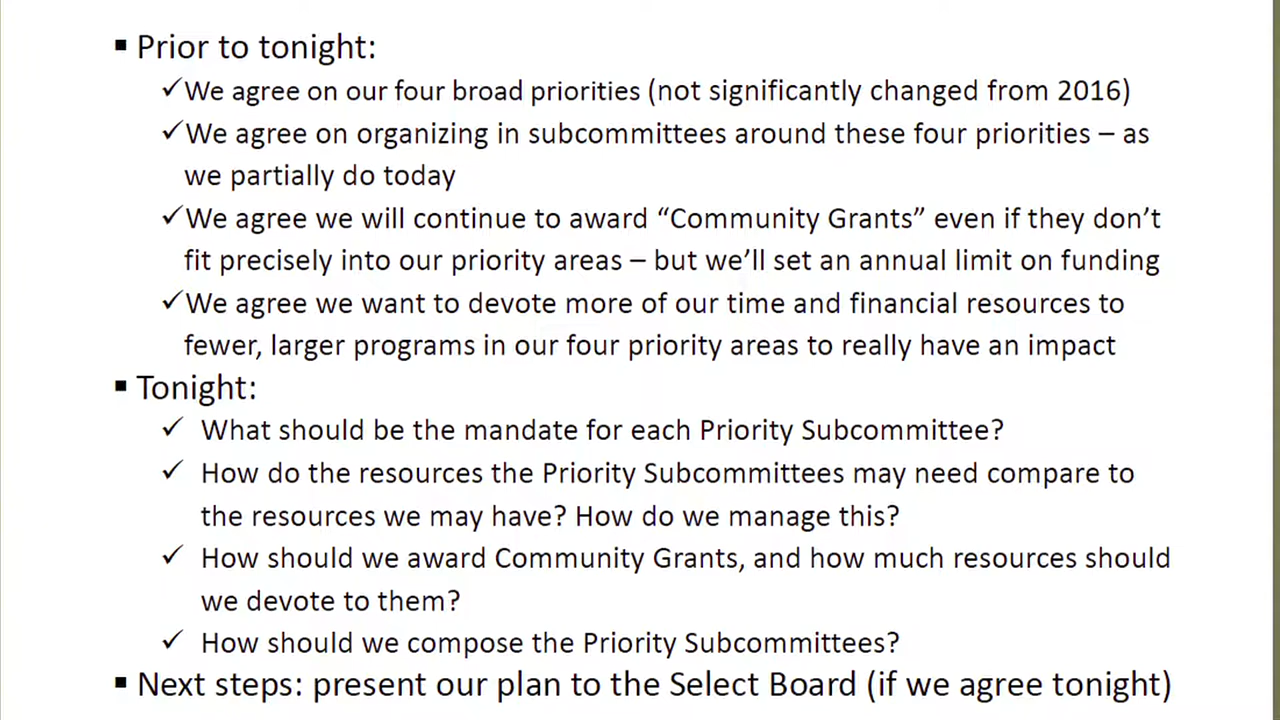 ▪ Prior to tonight:
✓We agree on our four broad priorities (not significantly changed from 2016)
✓We agree on organizing in subcommittees around these four priorities – as
we partially do today
✓We agree we will continue to award “Community Grants” even if they don’t
fit precisely into our priority areas – but we’ll set an annual limit on funding
✓We agree we want to devote more of our time and financial resources to
fewer, larger programs in our four priority areas to really have an impact
▪ Tonight:
✓ What should be the mandate for each Priority Subcommittee?
✓ How do the resources the Priority Subcommittees may need compare to
the resources we may have? How do we manage this?
✓ How should we award Community Grants, and how much resources should
we devote to them?
✓ How should we compose the Priority Subcommittees?
▪ Next steps: present our plan to the Select Board (if we agree tonight)